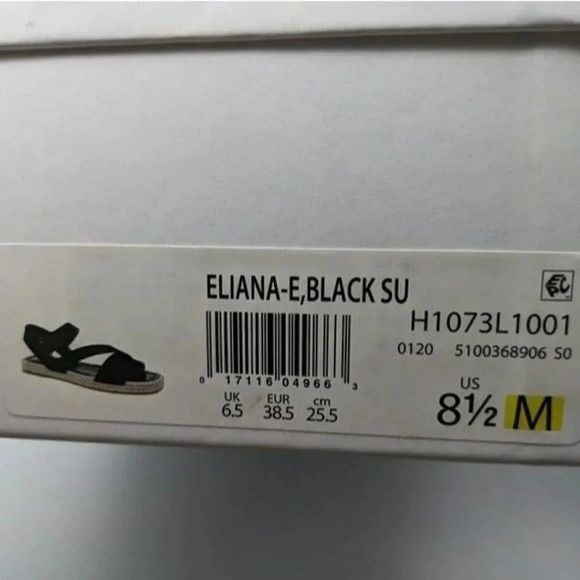 ELIANA-E,BLACK SU
H1073L1001
0 17116 04966 3
0120 5100368906 S0
UK EUR cm
6.5 38.5 25.5
US
8½ M